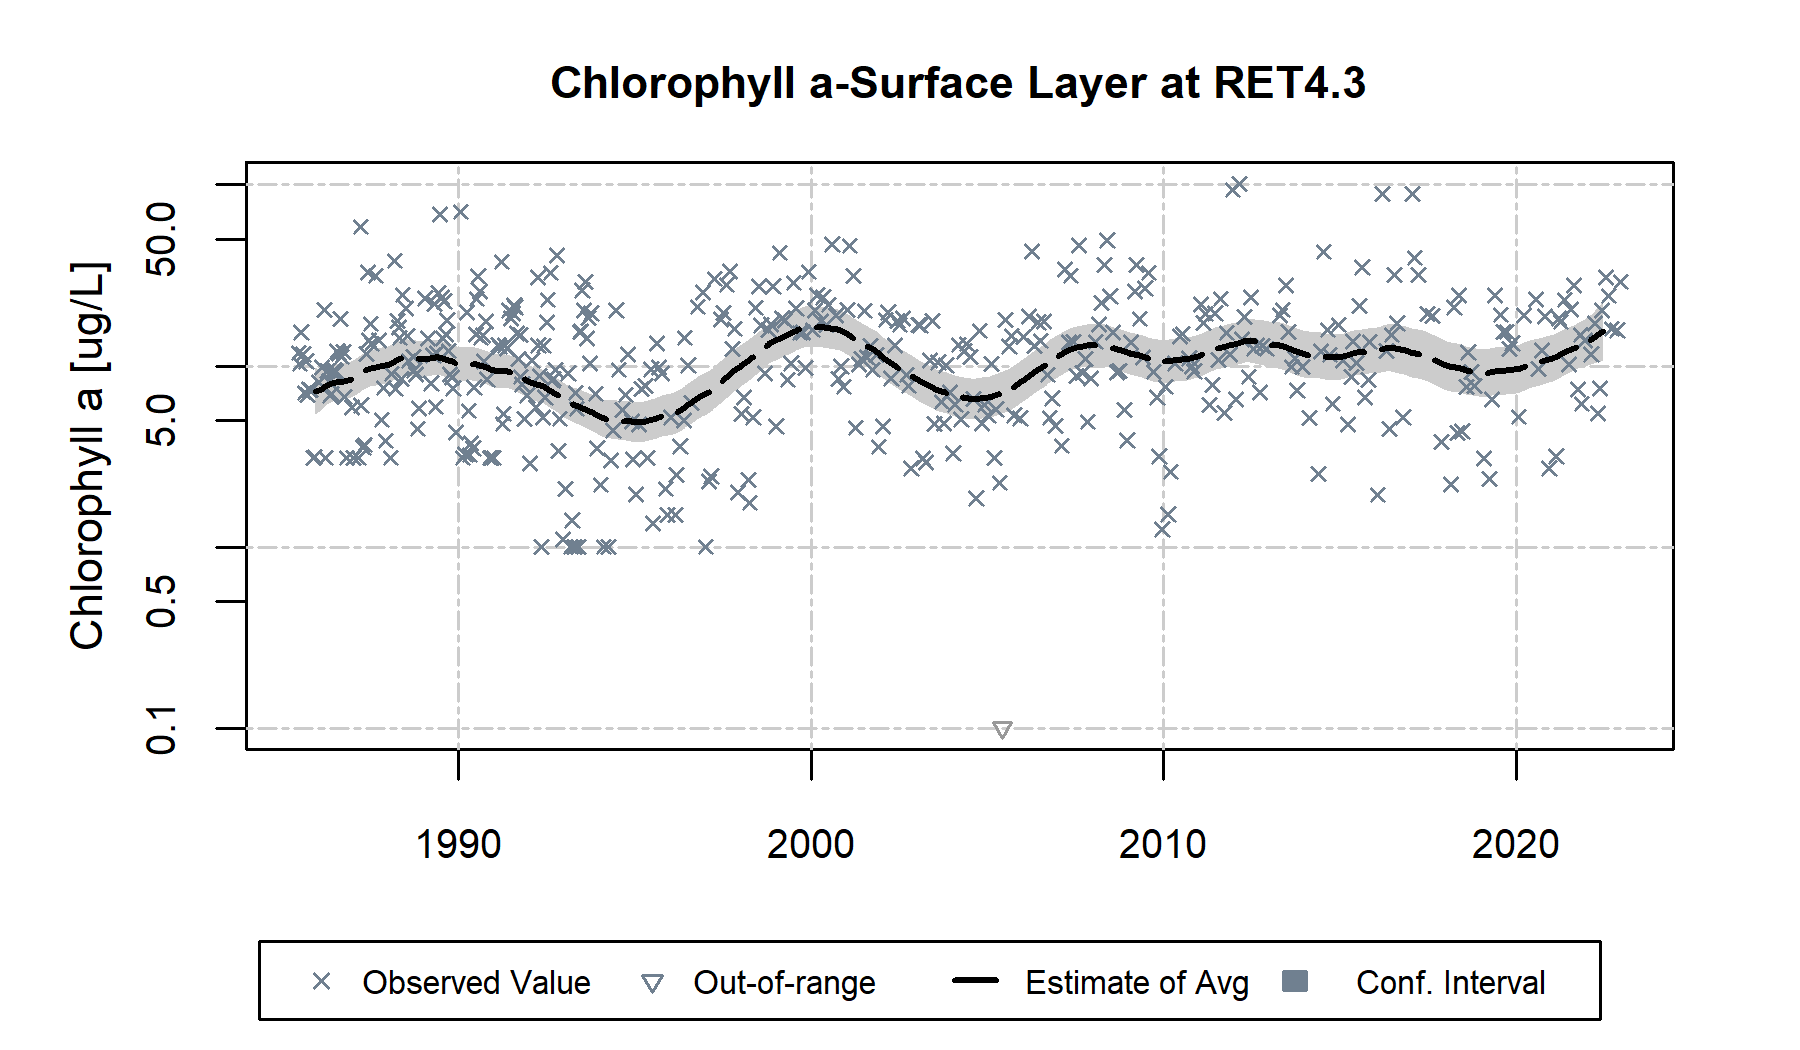 Chlorophyll a-Surface Layer at RET4.3
Chlorophyll a [ug/L]
50.0
5.0
0.5
0.1
1990 2000 2010 2020
Observed Value Out-of-range Estimate of Avg Conf. Interval